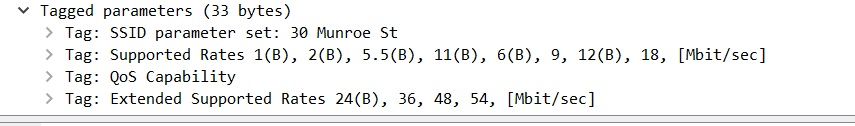 Tagged parameters (33 bytes)
Tag: SSID parameter set: 30 Munroe St
Tag: Supported Rates 1(B), 2(B), 5.5(B), 11(B), 6(B), 9, 12(B), 18, [Mbit/sec]
Tag: QoS Capability
Tag: Extended Supported Rates 24(B), 36, 48, 54, [Mbit/sec]